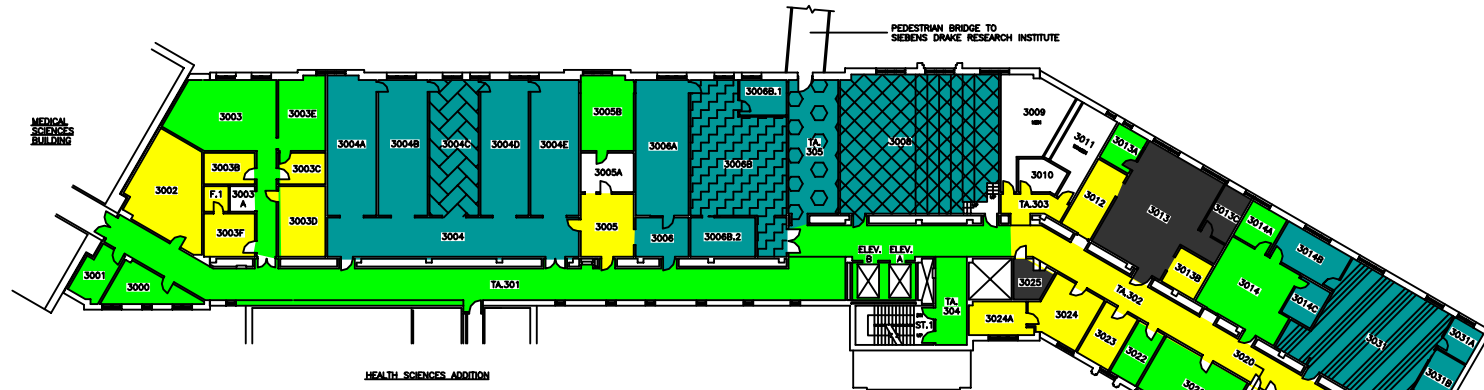 PEDESTRIAN BRIDGE TO
SIEBENS DRAKE RESEARCH INSTITUTE
MEDICAL
SCIENCES
BUILDING
3003
3003E
3004A
3004B
3004C
3004D
3004E
3005B
3006A
3006B.1
3006B
TA.
305
3008
3009
3011
3010
3013A
3002
3003B
3003C
F.1
3003
A
3003D
3003F
3005A
3005
3004
3006
3006B.2
TA.303
3012
3013
3013C
3013B
3014A
3014B
3014
3014C
3001
3000
TA.301
ELEV.
B
ELEV.
A
TA.
304
ST.1
3025
3024A
3024
3023
3022
TA.302
3020
3031
3031A
3031B
HEALTH SCIENCES ADDITION